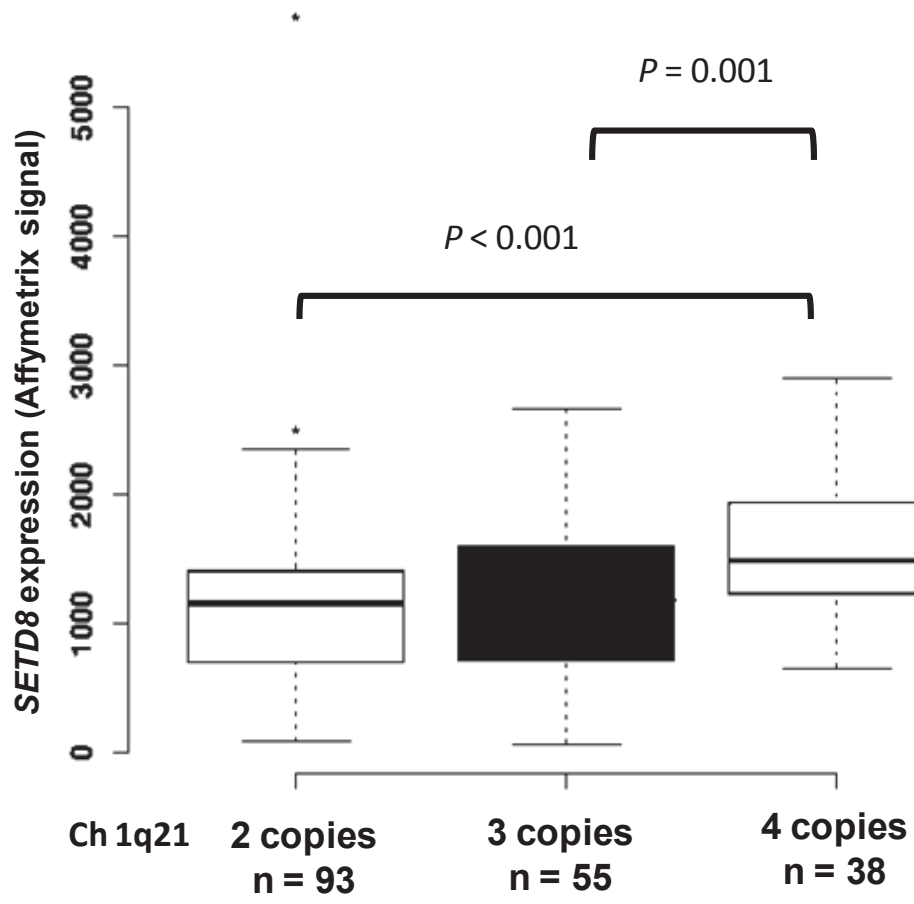 P = 0.001
P < 0.001
SETD8 expression (Affymetrix signal)
5000
4000
3000
2000
1000
0
Ch 1q21
2 copies
n = 93
3 copies
n = 55
4 copies
n = 38